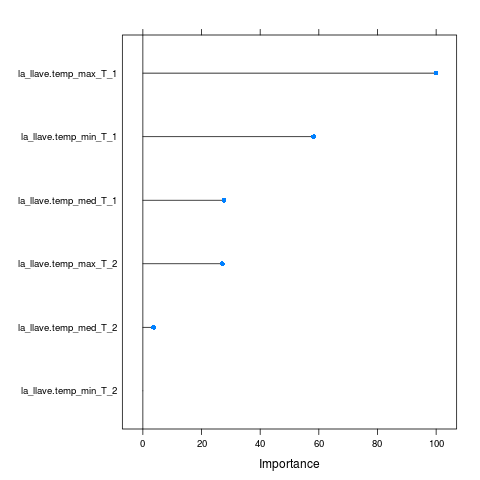 la_llave.temp_max_T_1
la_llave.temp_min_T_1
la_llave.temp_med_T_1
la_llave.temp_max_T_2
la_llave.temp_med_T_2
la_llave.temp_min_T_2
0 20 40 60 80 100
Importance